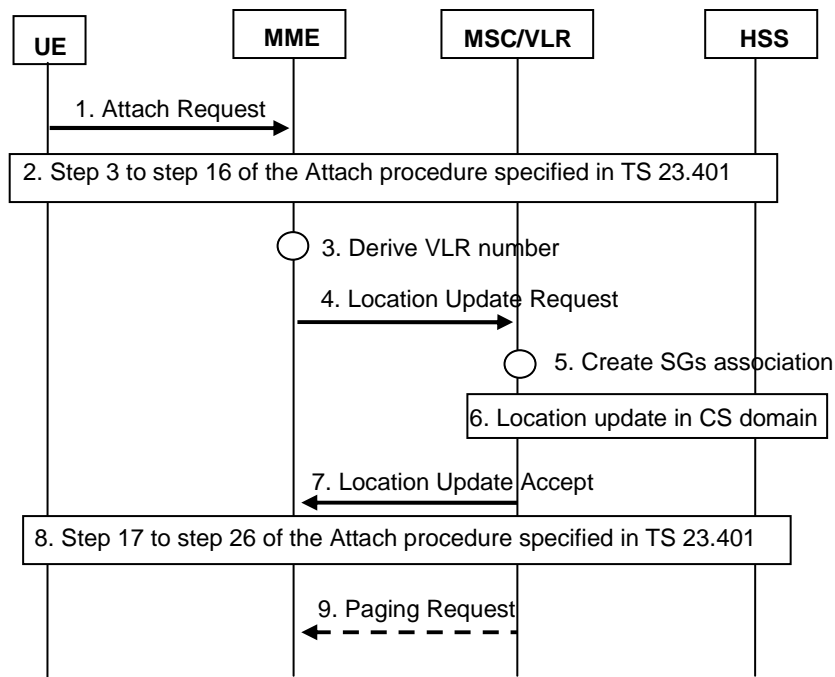 UE
MME
MSC/VLR
HSS
1. Attach Request
2. Step 3 to step 16 of the Attach procedure specified in TS 23.401
3. Derive VLR number
4. Location Update Request
5. Create SGs association
6. Location update in CS domain
7. Location Update Accept
8. Step 17 to step 26 of the Attach procedure specified in TS 23.401
9. Paging Request